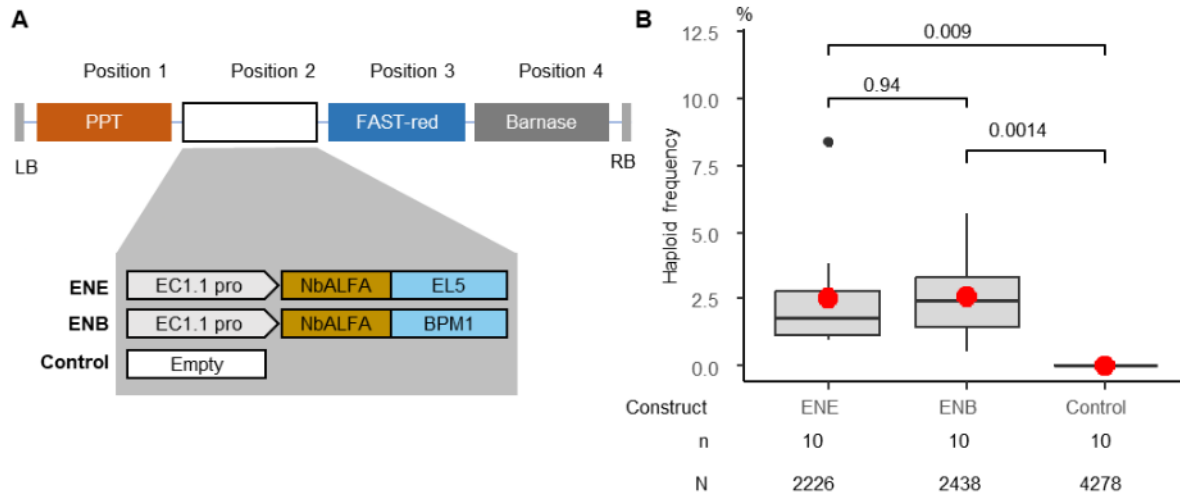 A
Position 1 Position 2 Position 3 Position 4
PPT FAST-red Barnase
LB RB
ENE EC1.1 pro NbALFA EL5
ENB EC1.1 pro NbALFA BPM1
Control Empty
B
%
Haploid frequency
12.5
10.0
7.5
5.0
2.5
0.0
0.009
0.94
0.0014
Construct ENE ENB Control
n 10 10 10
N 2226 2438 4278